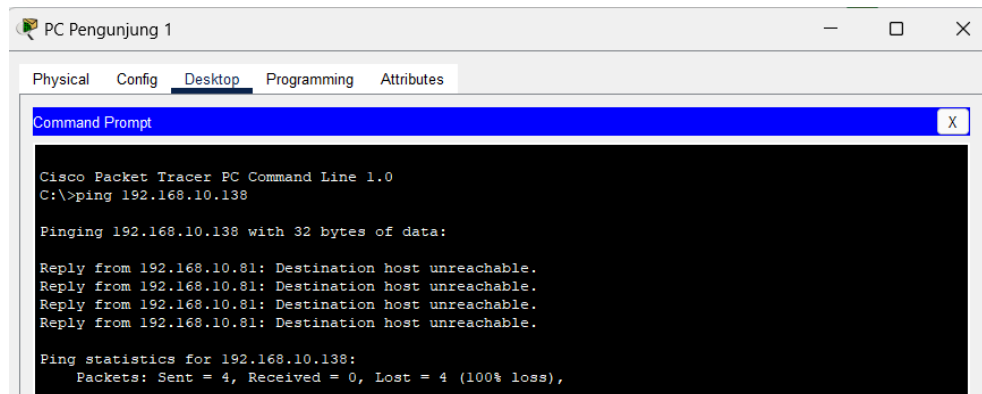 PC Pengunjung 1
Physical Config Desktop Programming Attributes
Command Prompt
X
Cisco Packet Tracer PC Command Line 1.0
C:\>ping 192.168.10.138
Pinging 192.168.10.138 with 32 bytes of data:
Reply from 192.168.10.81: Destination host unreachable.
Reply from 192.168.10.81: Destination host unreachable.
Reply from 192.168.10.81: Destination host unreachable.
Reply from 192.168.10.81: Destination host unreachable.
Ping statistics for 192.168.10.138:
Packets: Sent = 4, Received = 0, Lost = 4 (100% loss),